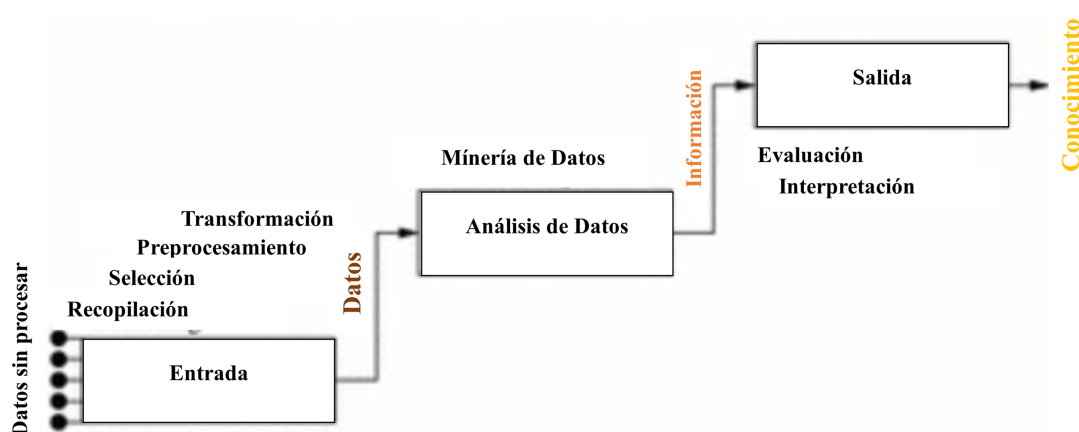 Datos sin procesar
Transformación
Preprocesamiento
Selección
Recopilación
Entrada
Datos
Mínería de Datos
Análisis de Datos
Información
Salida
Evaluación
Interpretación
Conocimiento